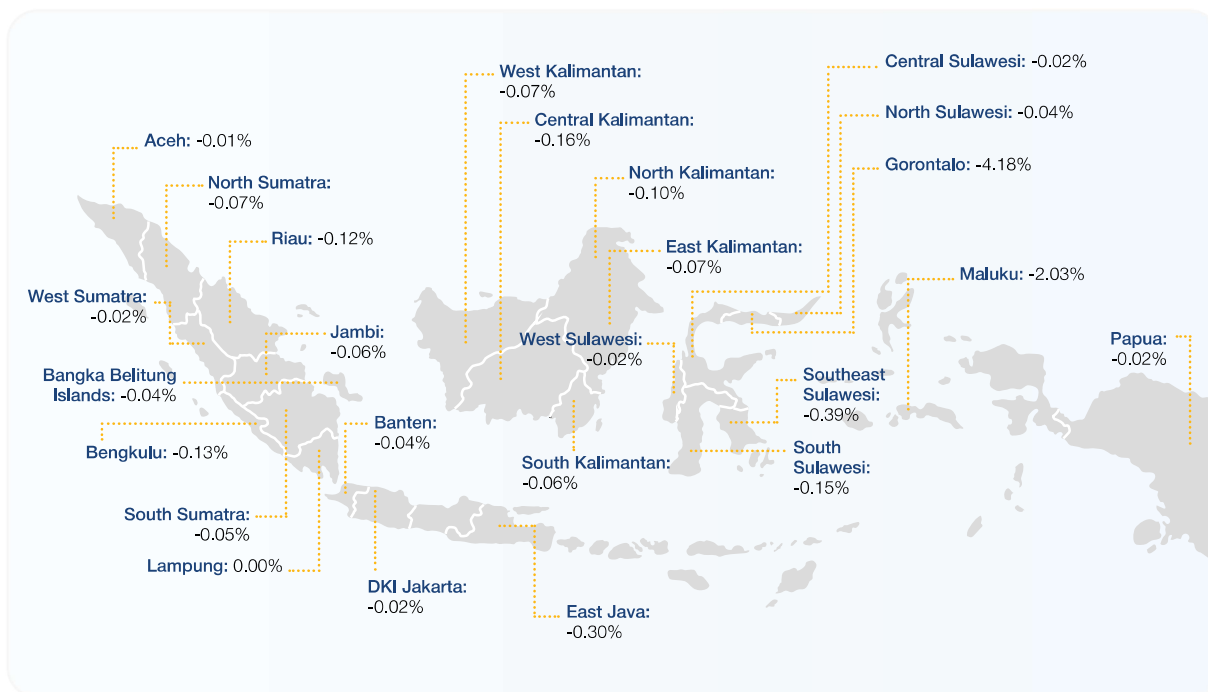 West Kalimantan:
-0.07%
Central Sulawesi: -0.02%
Central Kalimantan:
-0.16%
North Sulawesi: -0.04%
Aceh: -0.01%
Gorontalo: -4.18%
North Sumatra:
-0.07%
North Kalimantan:
-0.10%
Riau: -0.12%
East Kalimantan:
-0.07%
Maluku: -2.03%
West Sumatra:
-0.02%
Jambi:
-0.06%
West Sulawesi:
-0.02%
Papua:
-0.02%
Bangka Belitung
Islands: -0.04%
Southeast
Sulawesi:
-0.39%
Banten:
-0.04%
Bengkulu: -0.13%
South Kalimantan:
-0.06%
South
Sulawesi:
-0.15%
South Sumatra:
-0.05%
Lampung: 0.00%
DKI Jakarta:
-0.02%
East Java:
-0.30%